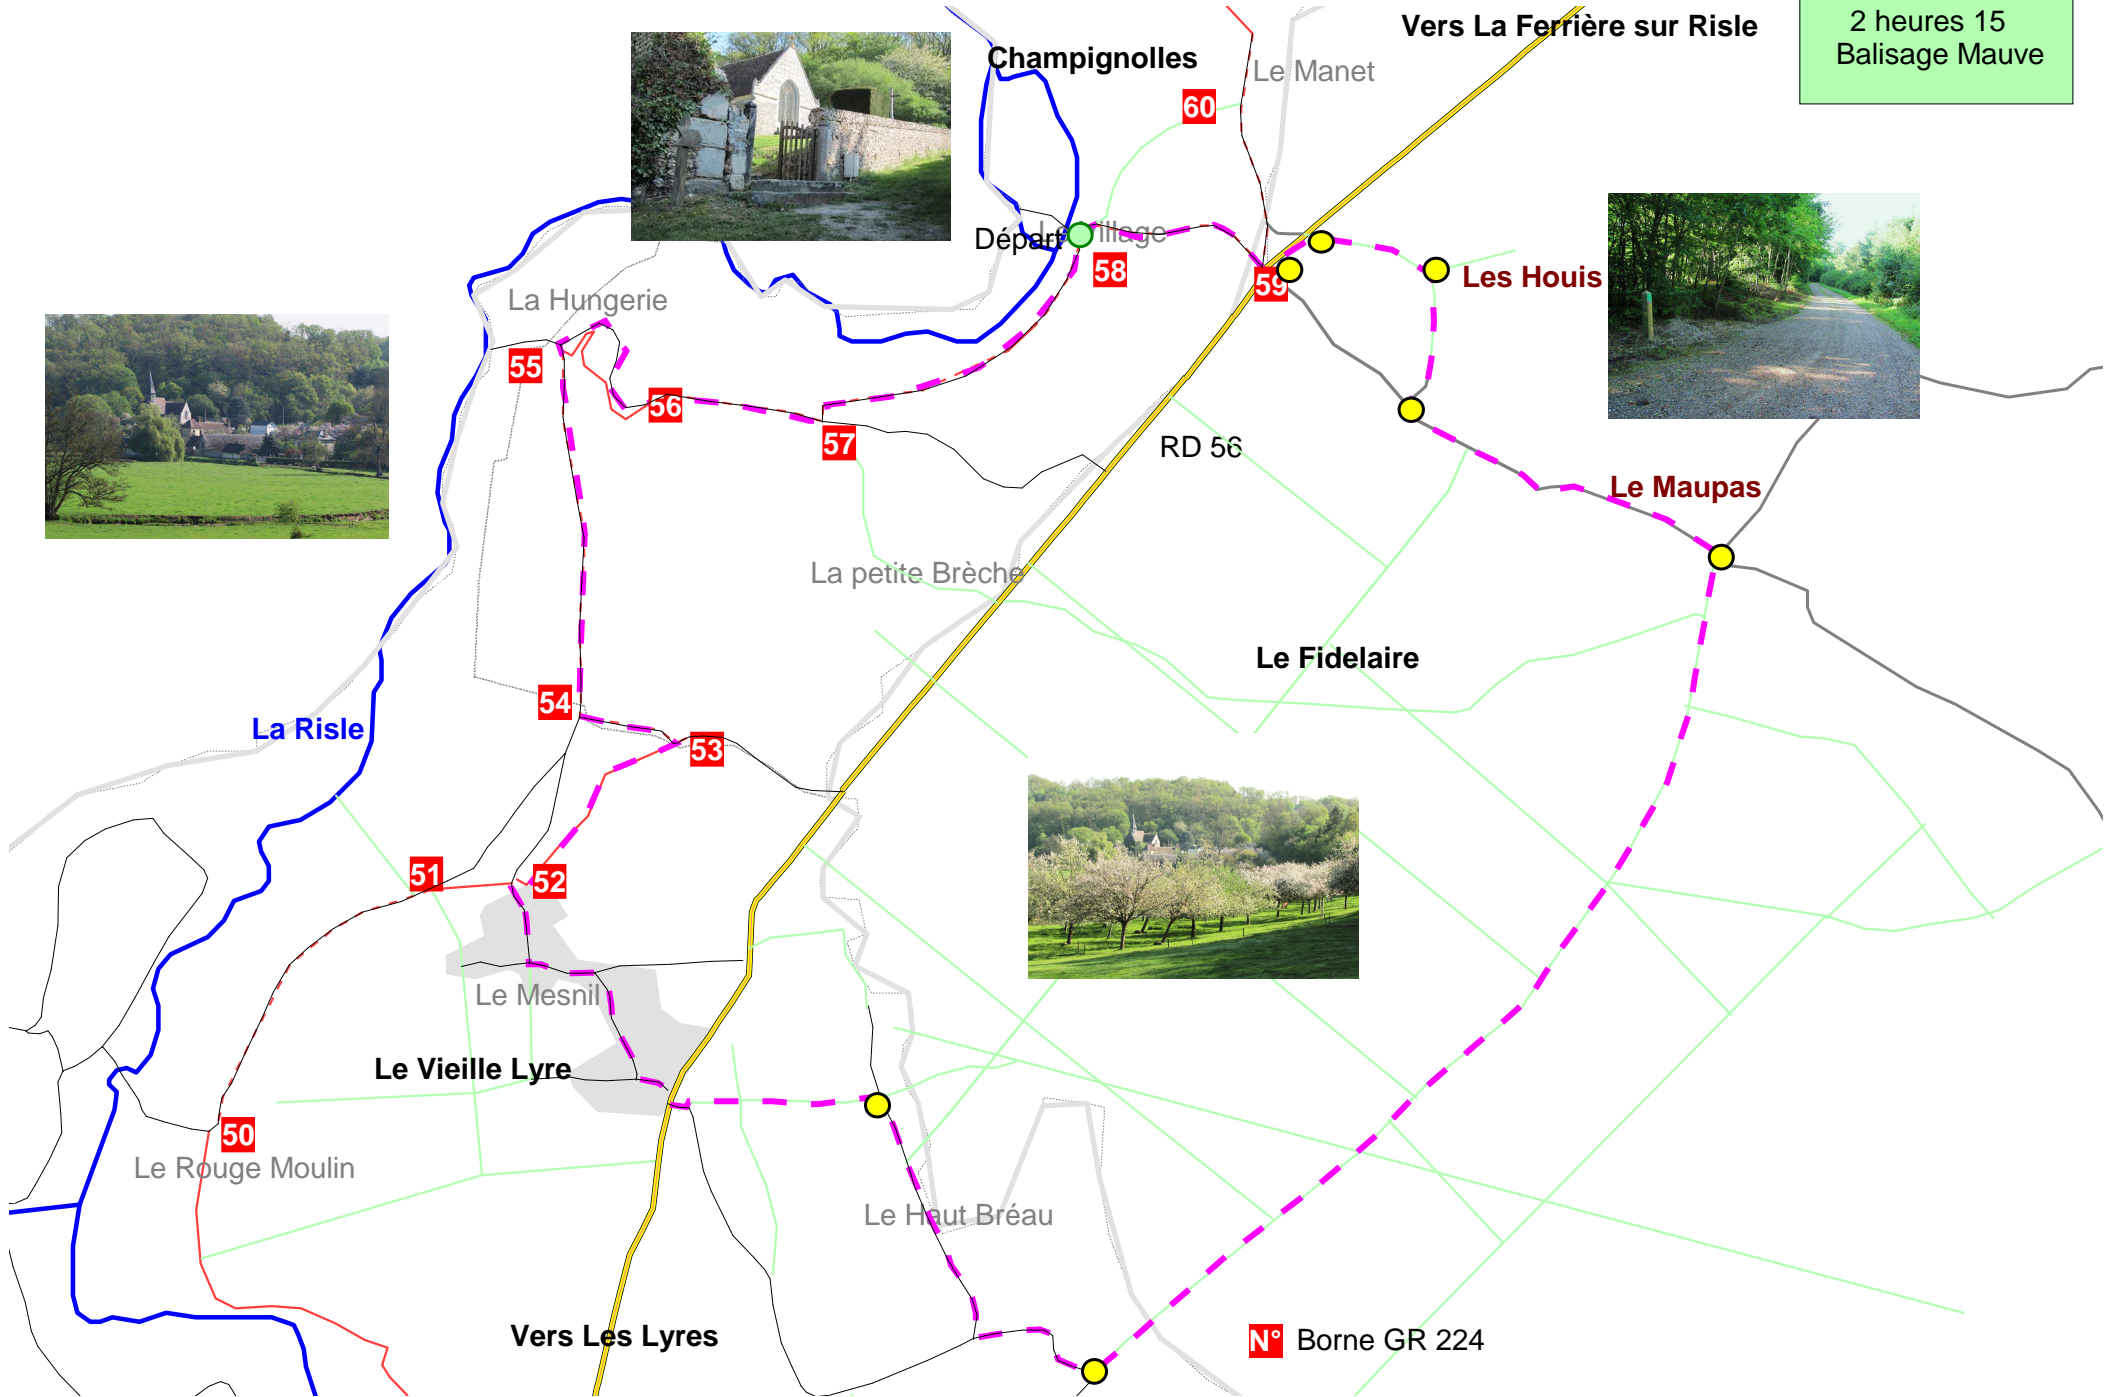 2 heures 15
Balisage Mauve
Vers La Ferrière sur Risle
Champignolles
Le Manet
60
Départ
Le Village
58
59
Les Houis
La Hungerie
55
56
57
RD 56
Le Maupas
La petite Brèche
Le Fidelaire
54
La Risle
53
51
52
Le Mesnil
Le Vieille Lyre
50
Le Rouge Moulin
Le Haut Bréau
Vers Les Lyres
N° Borne GR 224